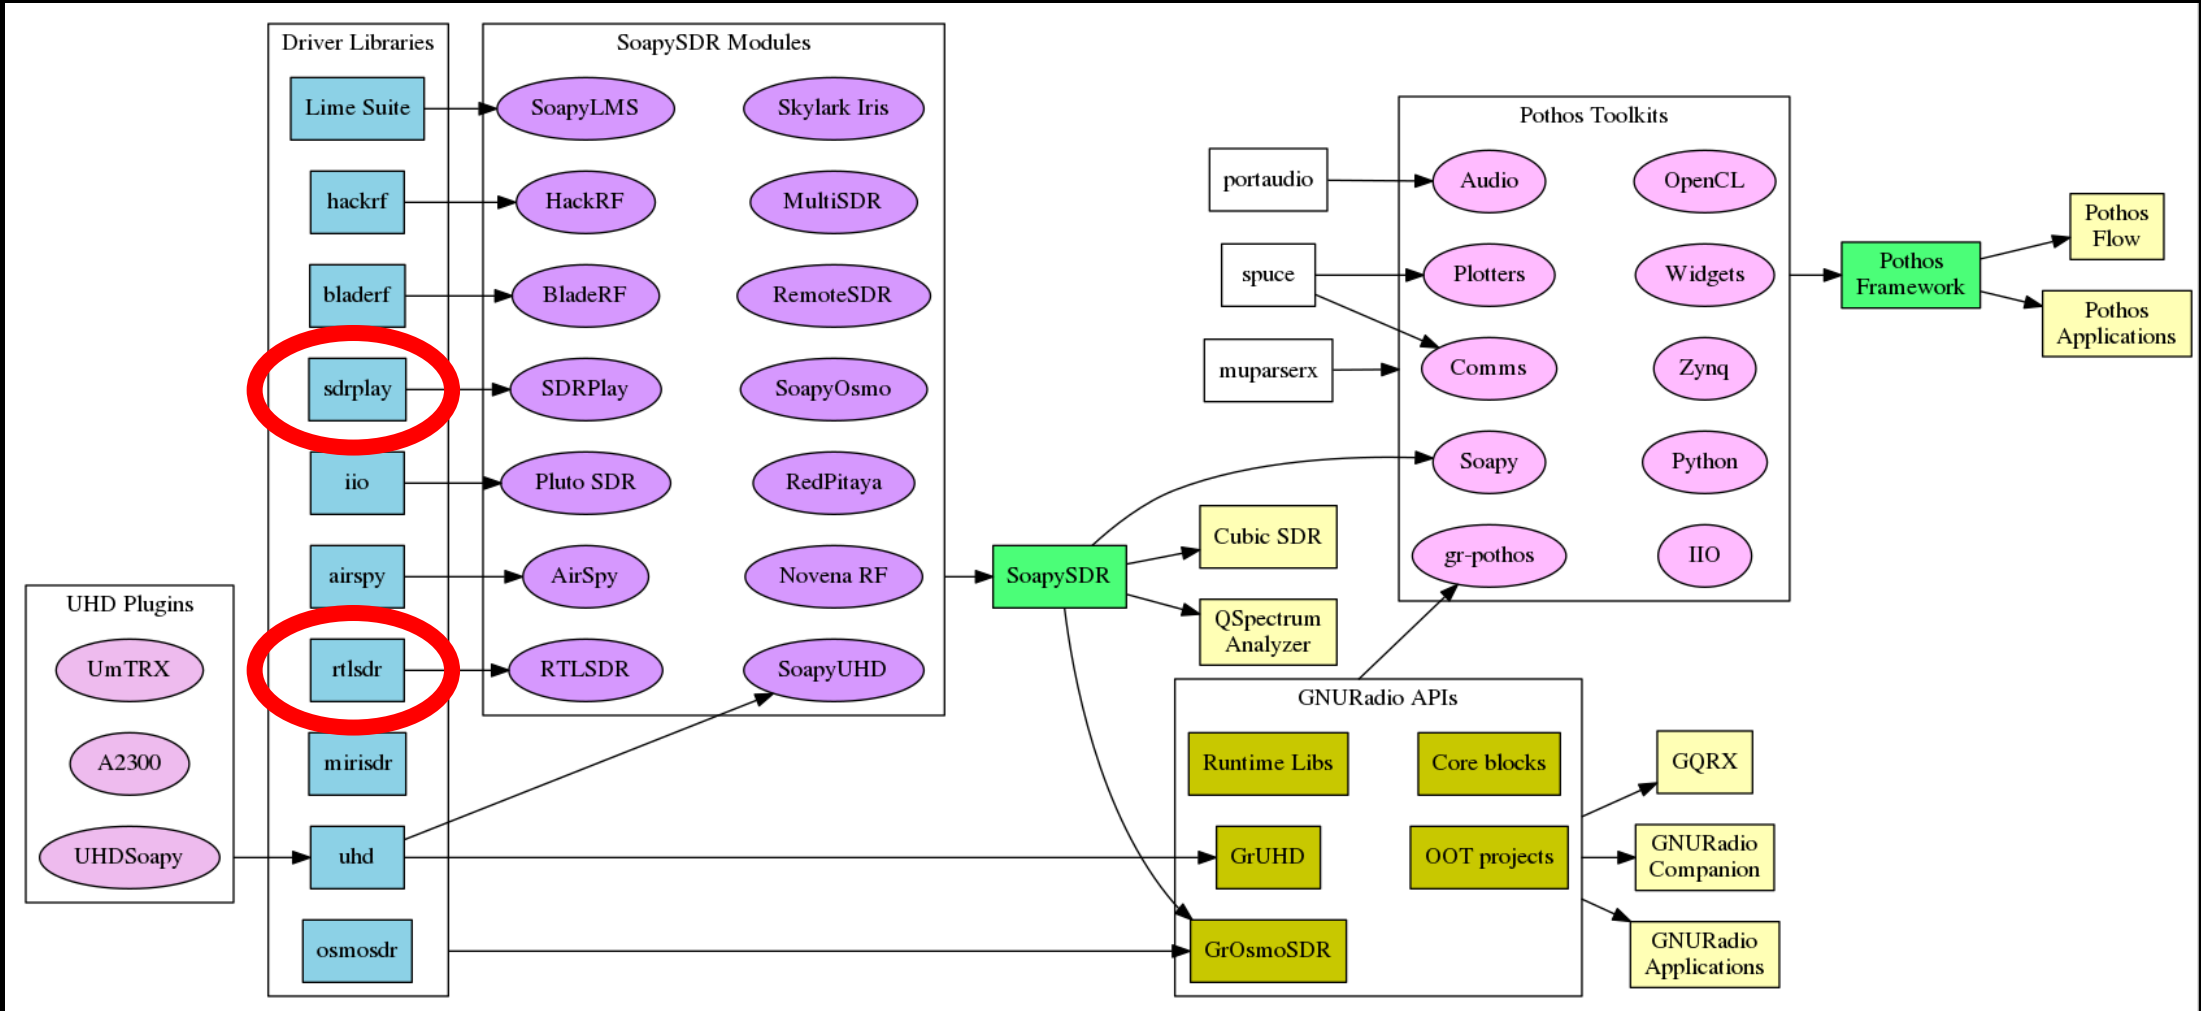 Driver Libraries
Lime Suite
hackrf
bladerf
sdrplay
iio
airspy
rtlsdr
mirisdr
uhd
osmosdr
UHD Plugins
UmTRX
A2300
UHDSoapy
SoapySDR Modules
SoapyLMS
Skylark Iris
HackRF
MultiSDR
BladeRF
RemoteSDR
SDRPlay
SoapyOsmo
Pluto SDR
RedPitaya
AirSpy
Novena RF
RTLSDR
SoapyUHD
SoapySDR
Cubic SDR
QSpectrum
Analyzer
portaudio
spuce
muparserx
Pothos Toolkits
Audio
OpenCL
Plotters
Widgets
Comms
Zynq
Soapy
Python
gr-pothos
IIO
Pothos
Framework
Pothos
Flow
Pothos
Applications
GNURadio APIs
Runtime Libs
Core blocks
GrUHD
OOT projects
GrOsmoSDR
GQRX
GNURadio
Companion
GNURadio
Applications